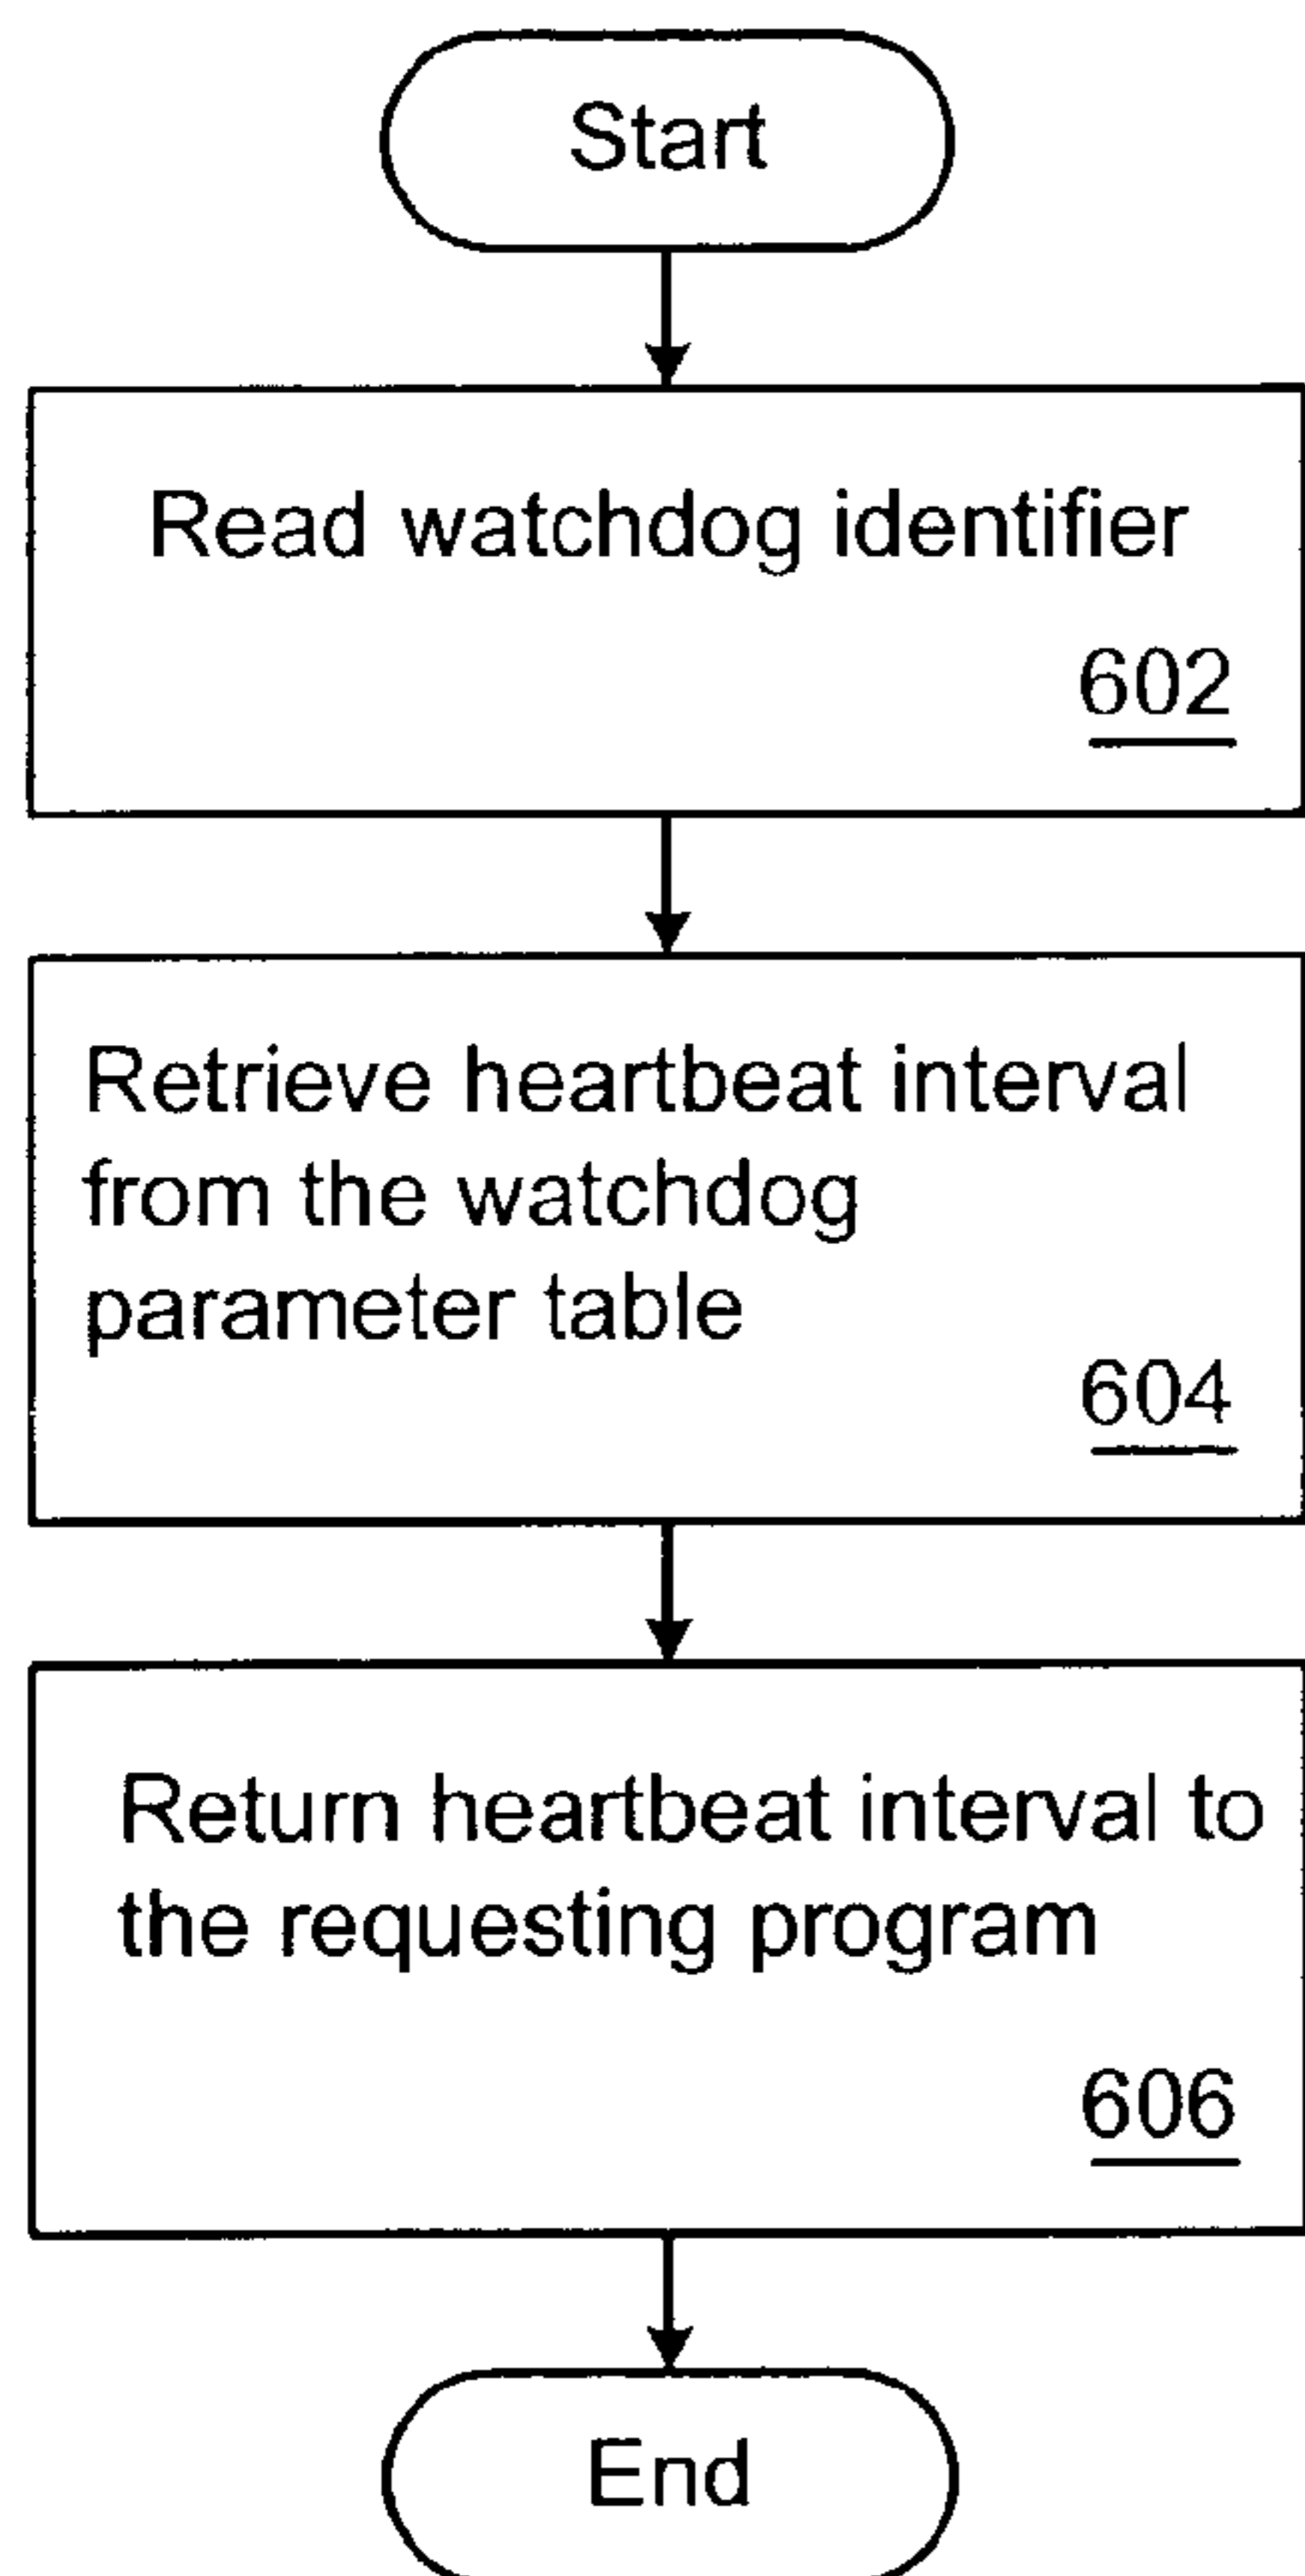 Start
Read watchdog identifier
602
Retrieve heartbeat interval
from the watchdog
parameter table
604
Return heartbeat interval to
the requesting program
606
End